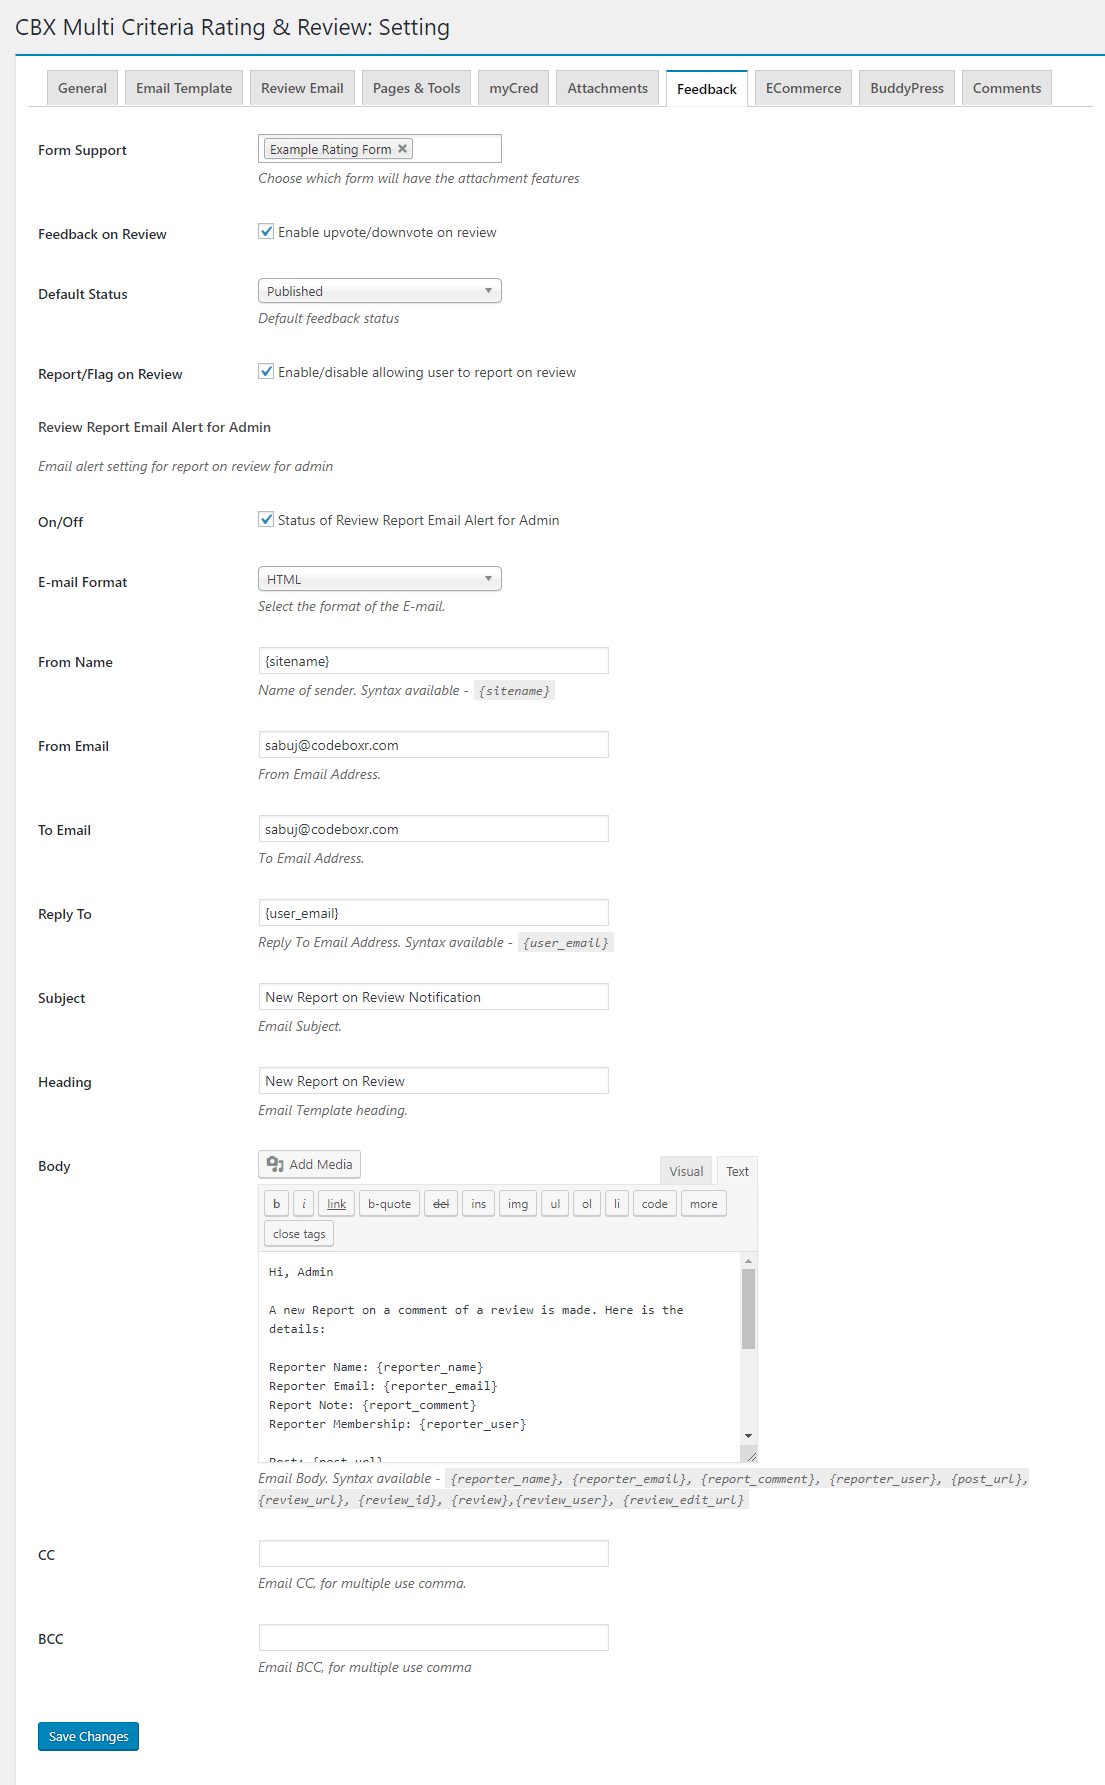 CBX Multi Criteria Rating & Review: Setting
General Email Template Review Email Pages & Tools myCred Attachments Feedback ECommerce BuddyPress Comments
Form Support
Example Rating Form ×
Choose which form will have the attachment features
Feedback on Review
Enable upvote/downvote on review
Default Status
Published
Default feedback status
Report/Flag on Review
Enable/disable allowing user to report on review
Review Report Email Alert for Admin
Email alert setting for report on review for admin
On/Off
Status of Review Report Email Alert for Admin
E-mail Format
HTML
Select the format of the E-mail.
From Name
{sitename}
Name of sender. Syntax available - {sitename}
From Email
sabuj@codeboxr.com
From Email Address.
To Email
sabuj@codeboxr.com
To Email Address.
Reply To
{user_email}
Reply To Email Address. Syntax available - {user_email}
Subject
New Report on Review Notification
Email Subject.
Heading
New Report on Review
Email Template heading.
Body
Add Media
Visual Text
b i link b-quote del ins img ul ol li code more
close tags
Hi, Admin
A new Report on a comment of a review is made. Here is the
details:
Reporter Name: {reporter_name}
Reporter Email: {reporter_email}
Report Note: {report_comment}
Reporter Membership: {reporter_user}
Post: {post_url}
Email Body. Syntax available - {reporter_name}, {reporter_email}, {report_comment}, {reporter_user}, {post_url},
{review_url}, {review_id}, {review},{review_user}, {review_edit_url}
CC
Email CC, for multiple use comma.
BCC
Email BCC, for multiple use comma
Save Changes